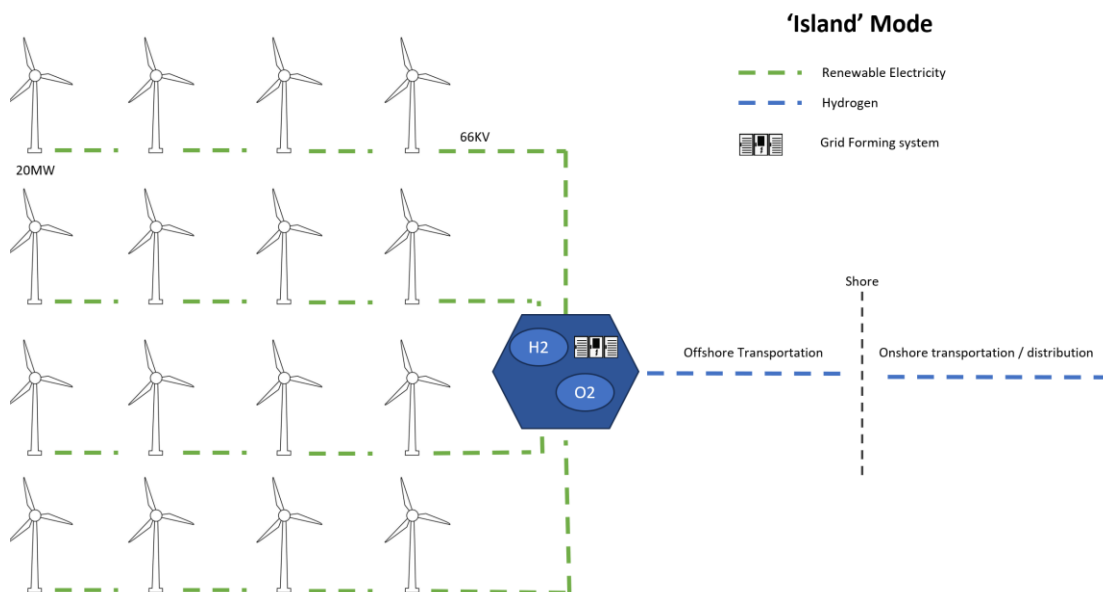 'Island' Mode
Renewable Electricity
Hydrogen
Grid Forming system
66KV
20MW
Shore
H2
O2
Offshore Transportation
Onshore transportation / distribution